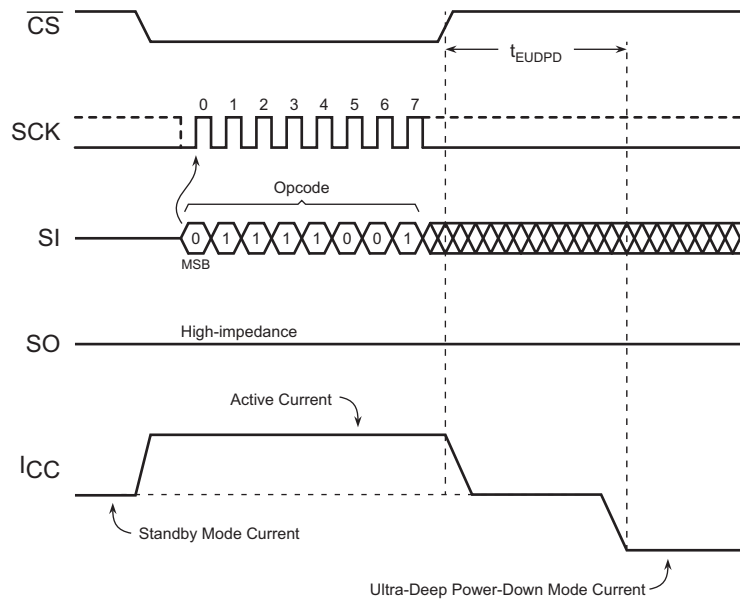 CS
tEUDPD
0 1 2 3 4 5 6 7
SCK
Opcode
SI
0 1 1 1 1 0 0 1
MSB
SO
High-impedance
Active Current
ICC
Standby Mode Current
Ultra-Deep Power-Down Mode Current